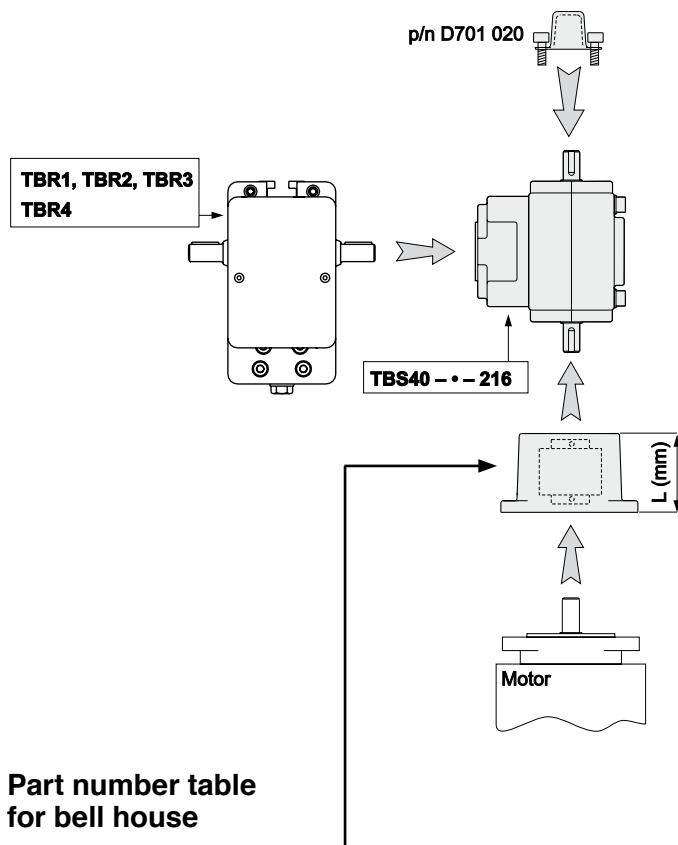 p/n D701 020
TBR1, TBR2, TBR3
TBR4
TBS40 – • – 216
L (mm)
Motor
Part number table
for bell house